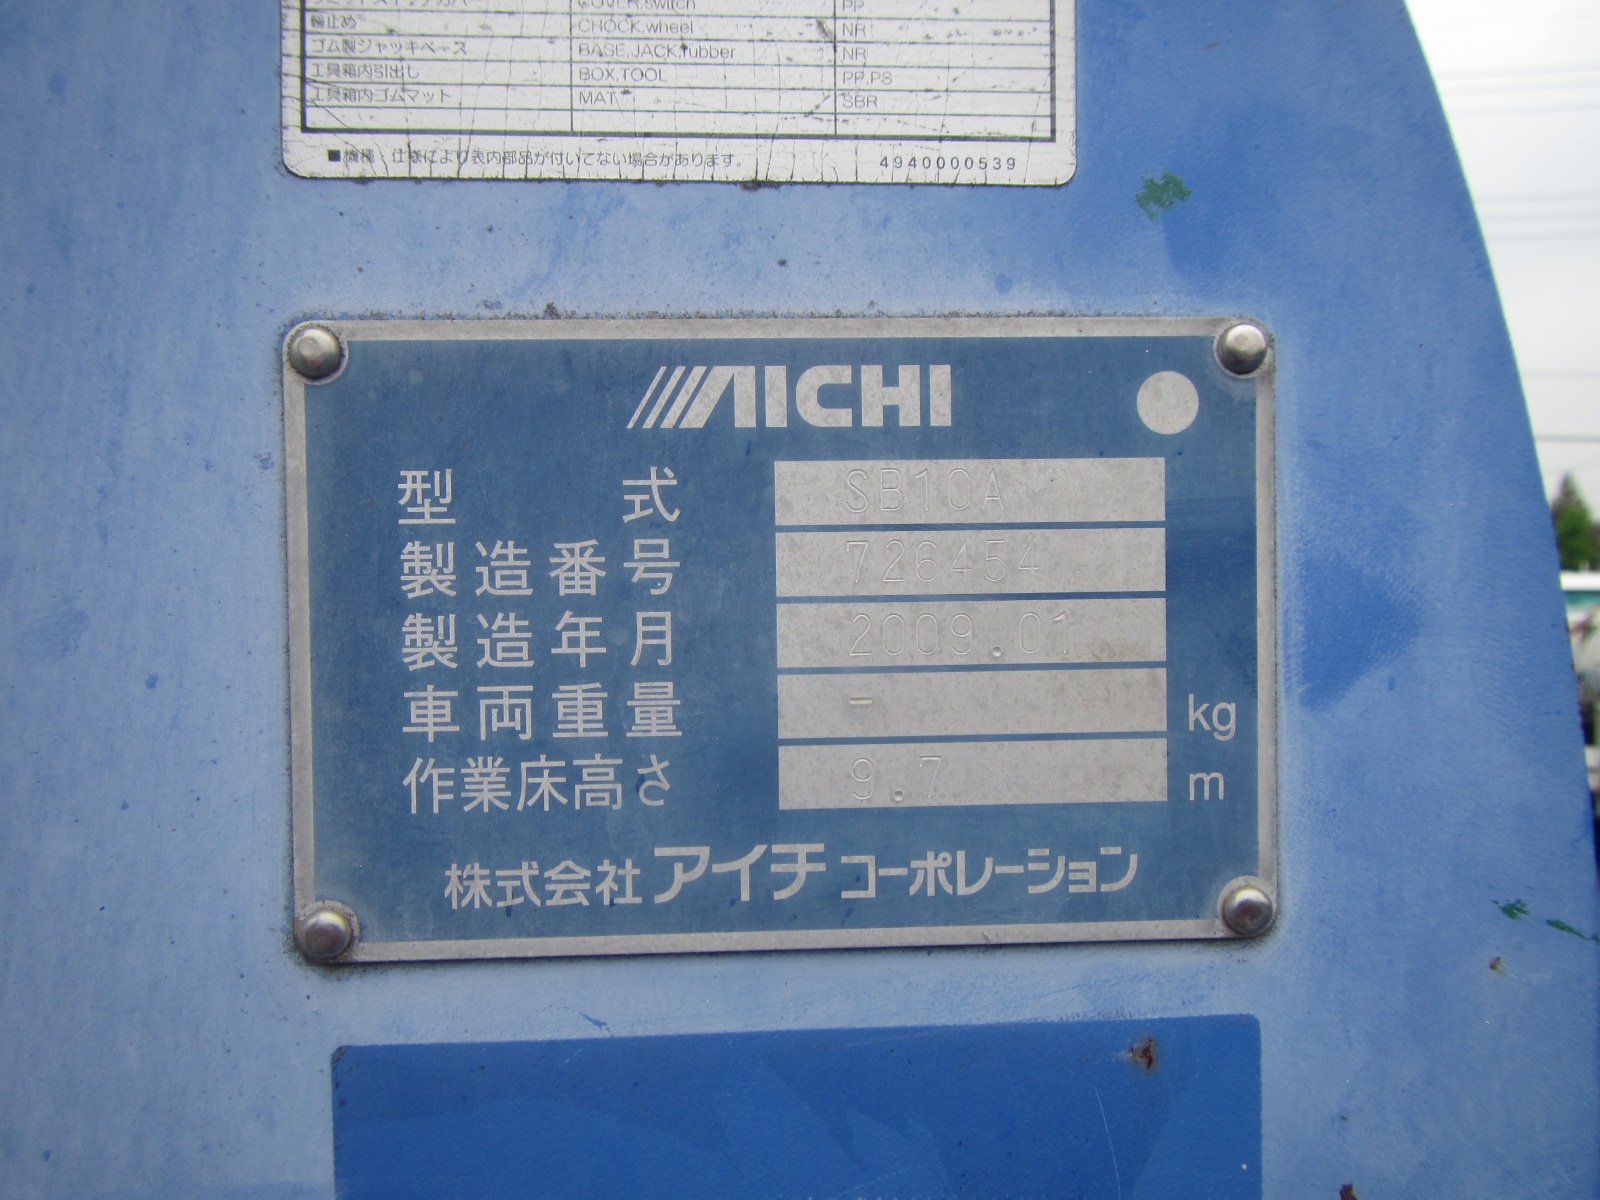 COVER,switch PP
輪止め CHOCK,wheel NR
ゴム製ジャッキベース BASE,JACK,rubber NR
工具箱内引出し BOX,TOOL PP,PS
工具箱内ゴムマット MAT SBR
■機種・仕様により表内部品が付いてない場合があります。 4940000539
AICHI
型式 SB10A
製造番号 726454
製造年月 2009.01
車両重量 - kg
作業床高さ 9.7 m
株式会社アイチコーポレーション